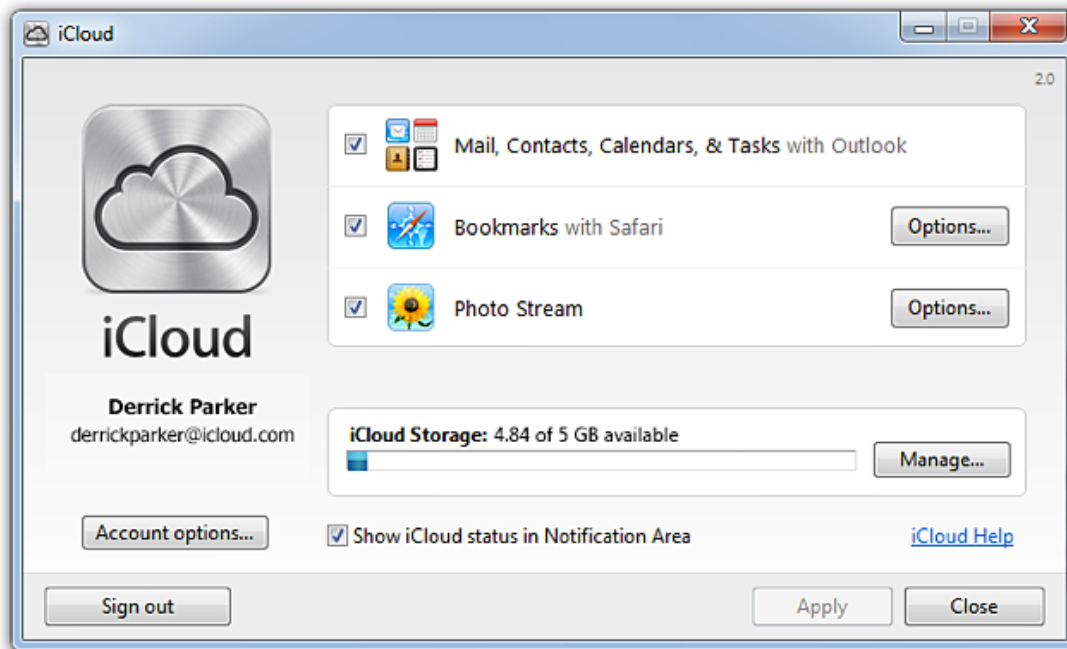 iCloud
2.0
Mail, Contacts, Calendars, & Tasks with Outlook
Bookmarks with Safari
Options...
Photo Stream
Options...
iCloud
Derrick Parker
derrickparker@icloud.com
iCloud Storage: 4.84 of 5 GB available
Manage...
Account options...
Show iCloud status in Notification Area
iCloud Help
Sign out
Apply
Close